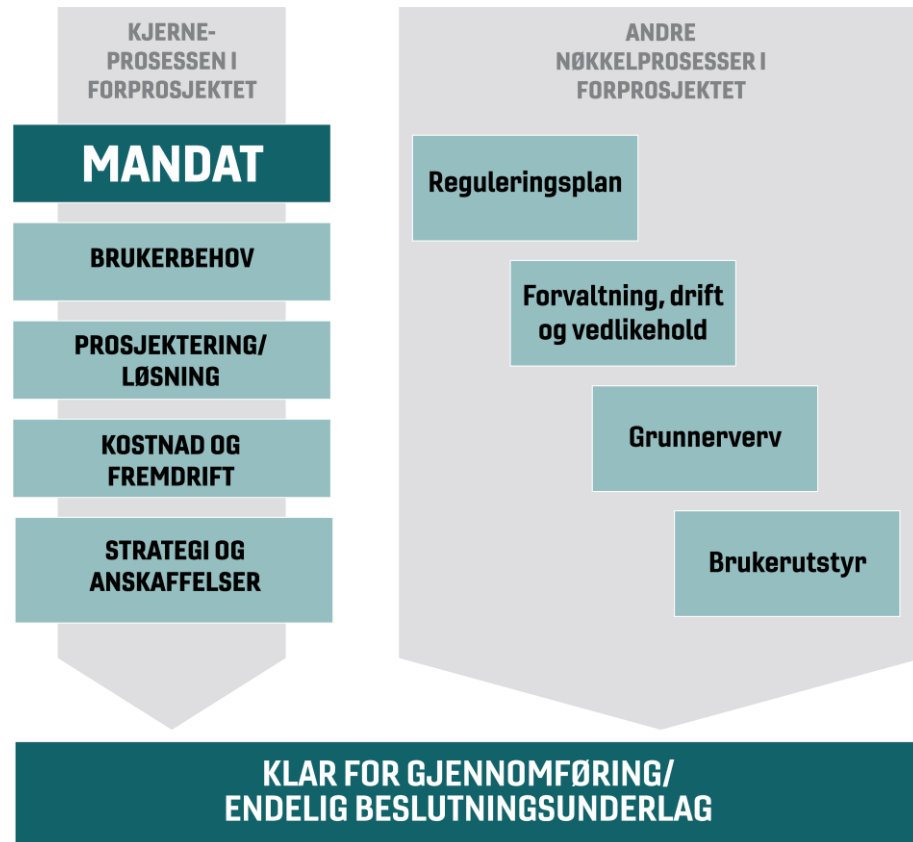 KJERNE-
PROSESSEN I
FORPROSJEKTET
MANDAT
BRUKERBEHOV
PROSJEKTERING/
LØSNING
KOSTNAD OG
FREMDRIFT
STRATEGI OG
ANSKAFFELSER
ANDRE
NØKKELPROSESSER I
FORPROSJEKTET
Reguleringsplan
Forvaltning, drift
og vedlikehold
Grunnerverv
Brukerutstyr
KLAR FOR GJENNOMFØRING/
ENDELIG BESLUTNINGSUNDERLAG